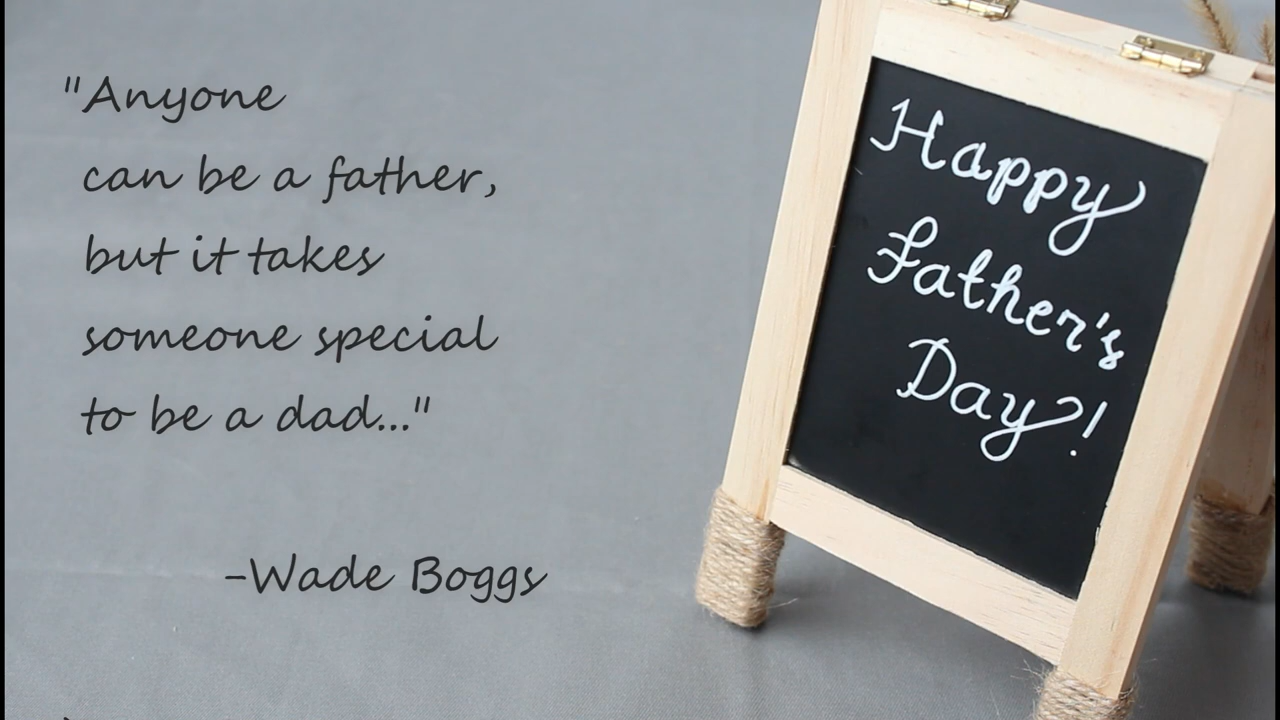 "Anyone
can be a father,
but it takes
someone special
to be a dad..."
-Wade Boggs
Happy
Father's
Day!